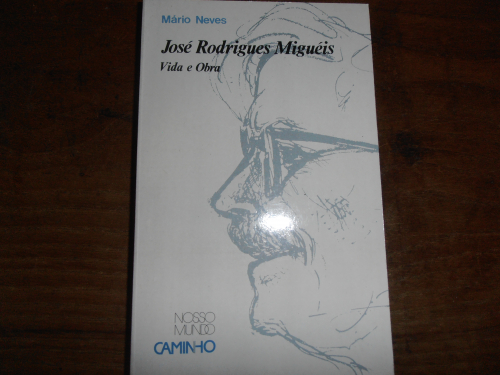 Mário Neves
José Rodrigues Miguéis
Vida e Obra
NOSSO
MUNDO
CAMINHO